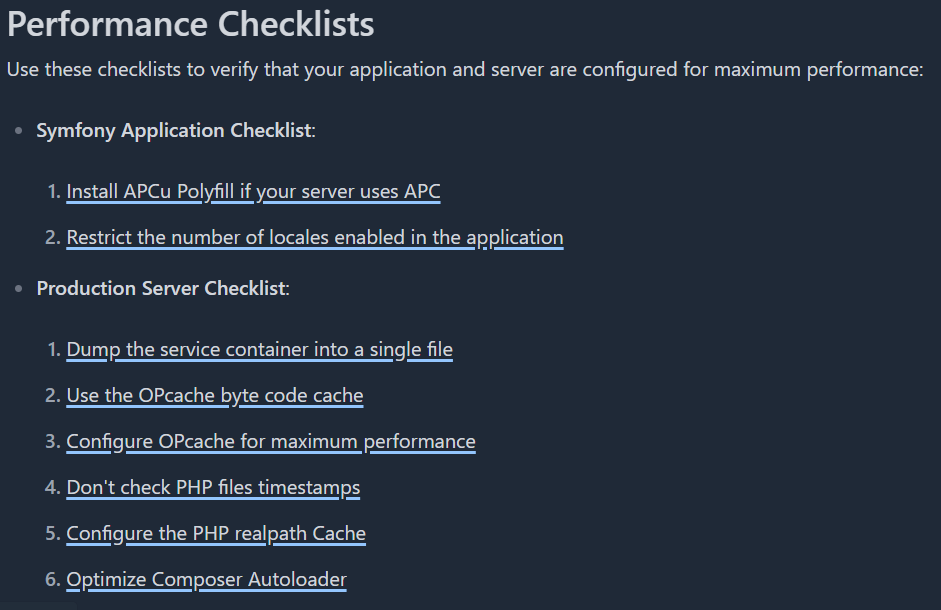 Performance Checklists
Use these checklists to verify that your application and server are configured for maximum performance:
• Symfony Application Checklist:
1. Install APCu Polyfill if your server uses APC
2. Restrict the number of locales enabled in the application
• Production Server Checklist:
1. Dump the service container into a single file
2. Use the OPcache byte code cache
3. Configure OPcache for maximum performance
4. Don't check PHP files timestamps
5. Configure the PHP realpath Cache
6. Optimize Composer Autoloader